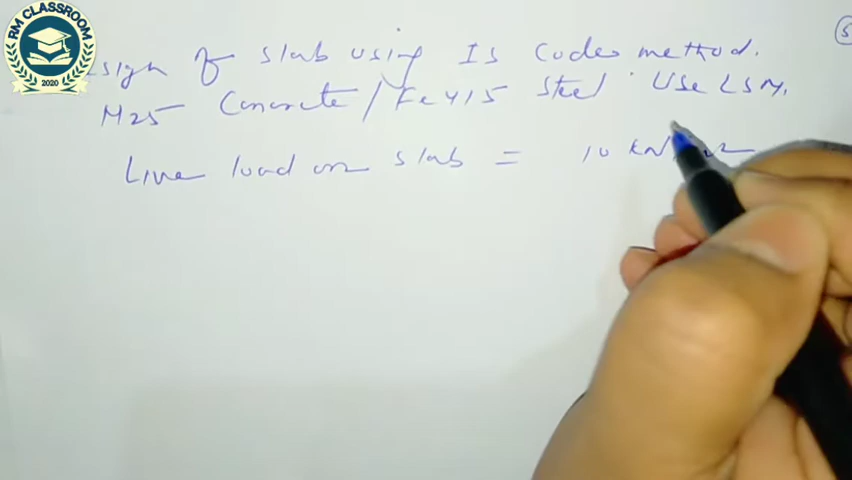 RM CLASSROOM
2020
sign of slab using Is Codes method.
M25 Concrete/Fe415 Steel. Use LSM.
Live load on slab = 10 kN